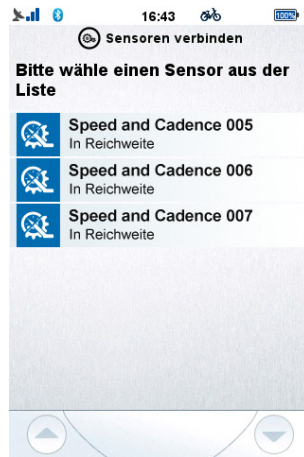 16:43
100%
Sensoren verbinden
Bitte wähle einen Sensor aus der
Liste
Speed and Cadence 005
In Reichweite
Speed and Cadence 006
In Reichweite
Speed and Cadence 007
In Reichweite